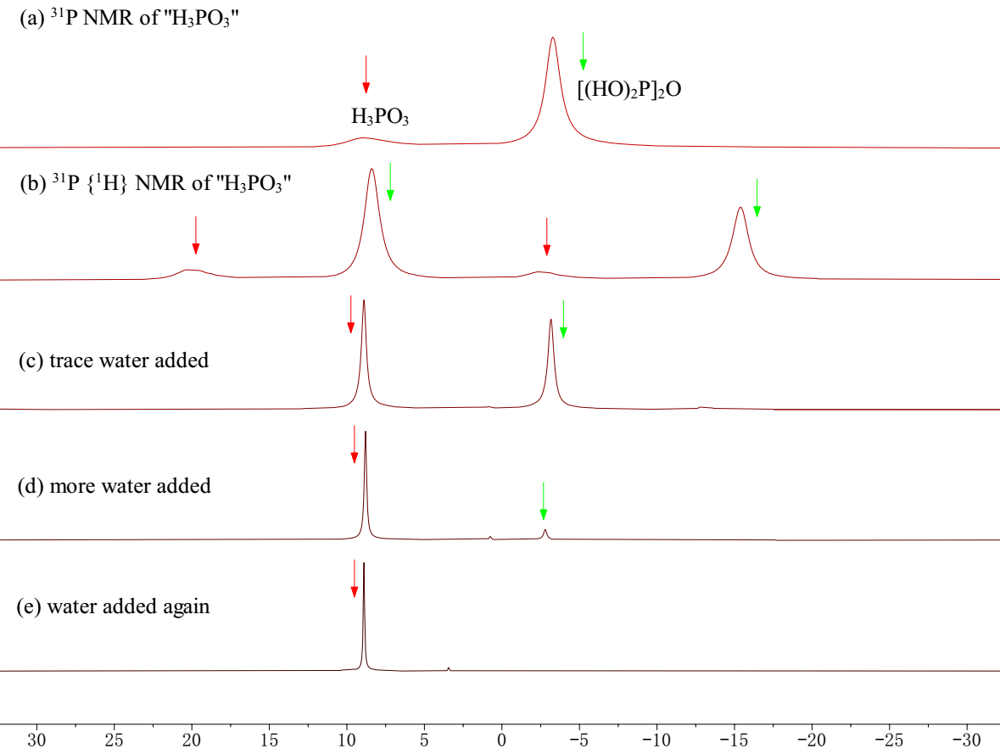 (a) ³¹P NMR of "H₃PO₃"
[(HO)₂P]₂O
H₃PO₃
(b) ³¹P {¹H} NMR of "H₃PO₃"
(c) trace water added
(d) more water added
(e) water added again
30 25 20 15 10 5 0 -5 -10 -15 -20 -25 -30